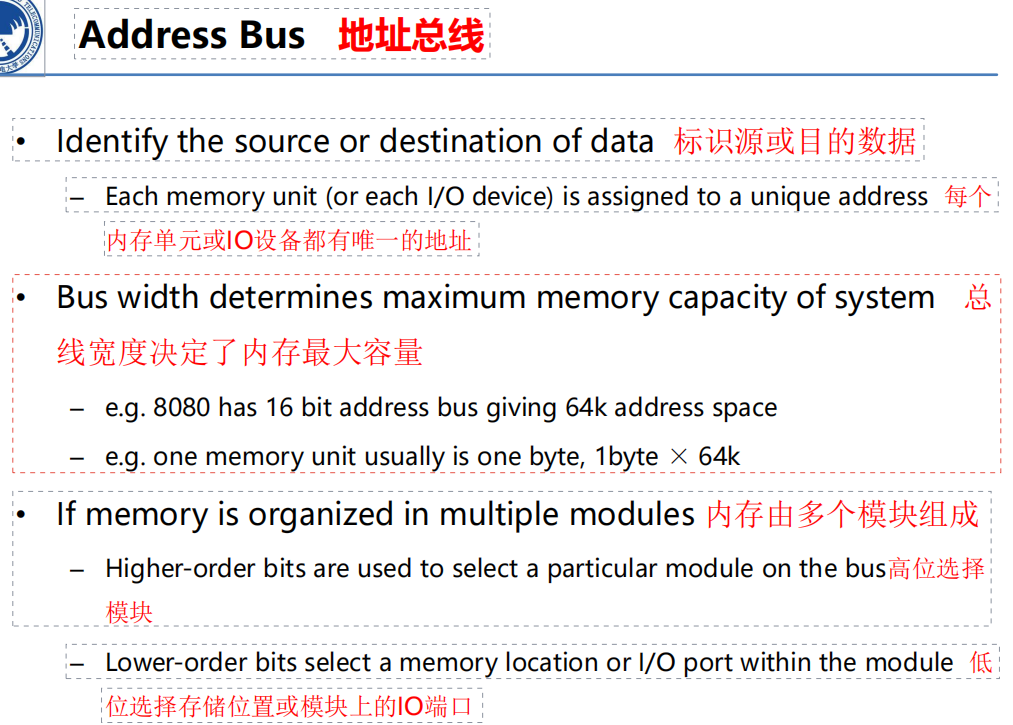 Address Bus 地址总线
• Identify the source or destination of data 标识源或目的数据
– Each memory unit (or each I/O device) is assigned to a unique address 每个
内存单元或IO设备都有唯一的地址
• Bus width determines maximum memory capacity of system 总
线宽度决定了内存最大容量
– e.g. 8080 has 16 bit address bus giving 64k address space
– e.g. one memory unit usually is one byte, 1byte × 64k
• If memory is organized in multiple modules 内存由多个模块组成
– Higher-order bits are used to select a particular module on the bus高位选择
模块
– Lower-order bits select a memory location or I/O port within the module 低
位选择存储位置或模块上的IO端口